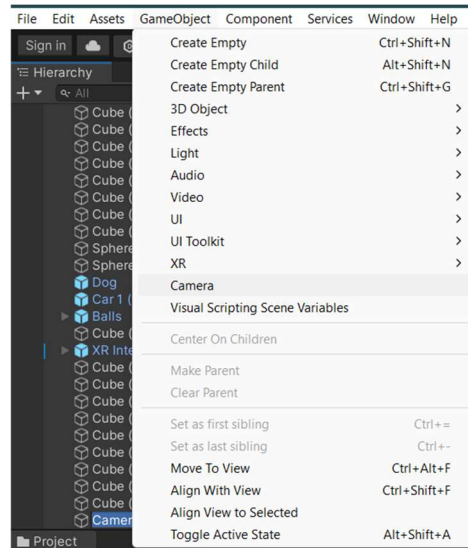 File Edit Assets GameObject Component Services Window Help
Sign in
Hierarchy
All
Cube (
Cube (
Cube (
Cube (
Cube (
Cube (
Cube (
Cube (
Sphere
Sphere
Dog
Car 1 (
Balls
Cube (
XR Inte
Cube (
Cube (
Cube (
Cube (
Cube (
Cube (
Cube (
Cube (
Cube (
Camer
Project
Create Empty Ctrl+Shift+N
Create Empty Child Alt+Shift+N
Create Empty Parent Ctrl+Shift+G
3D Object
Effects
Light
Audio
Video
UI
UI Toolkit
XR
Camera
Visual Scripting Scene Variables
Center On Children
Make Parent
Clear Parent
Set as first sibling Ctrl+=
Set as last sibling Ctrl+-
Move To View Ctrl+Alt+F
Align With View Ctrl+Shift+F
Align View to Selected
Toggle Active State Alt+Shift+A